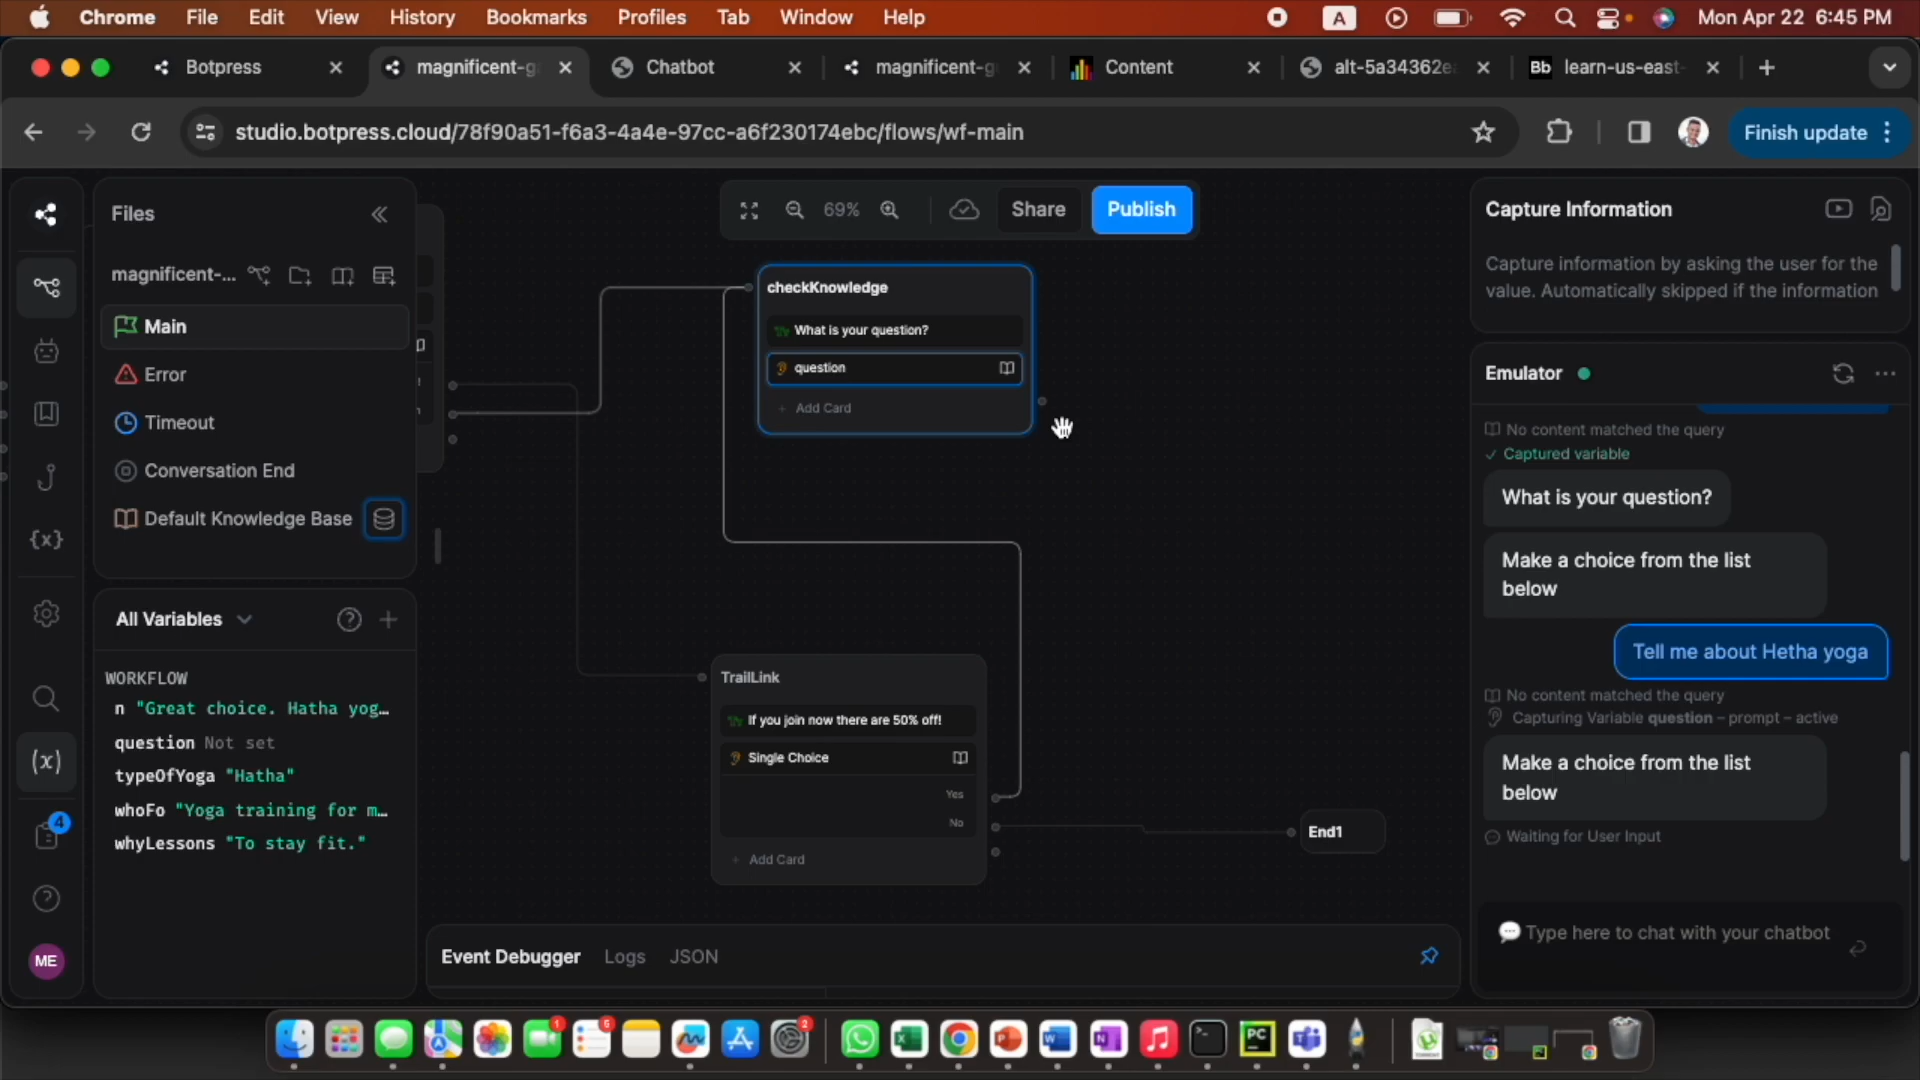 Chrome File Edit View History Bookmarks Profiles Tab Window Help A Mon Apr 22 6:45 PM
Botpress magnificent-g Chatbot magnificent-g Content alt-5a34362e Bb learn-us-east-
studio.botpress.cloud/78f90a51-f6a3-4a4e-97cc-a6f230174ebc/flows/wf-main Finish update
Files
magnificent-...
Main
Error
Timeout
Conversation End
Default Knowledge Base
All Variables
WORKFLOW
n "Great choice. Hatha yog…
question Not set
typeOfYoga "Hatha"
whoFo "Yoga training for m…
whyLessons "To stay fit."
{x}
(x)
4
ME
69% Share Publish
checkKnowledge
What is your question?
question
+ Add Card
TrailLink
If you join now there are 50% off!
Single Choice
Yes
No
+ Add Card
End1
Event Debugger Logs JSON
Capture Information
Capture information by asking the user for the
value. Automatically skipped if the information
Emulator
No content matched the query
✓ Captured variable
What is your question?
Make a choice from the list
below
Tell me about Hetha yoga
No content matched the query
Capturing Variable question – prompt – active
Make a choice from the list
below
Waiting for User Input
Type here to chat with your chatbot
1 5 2 PC